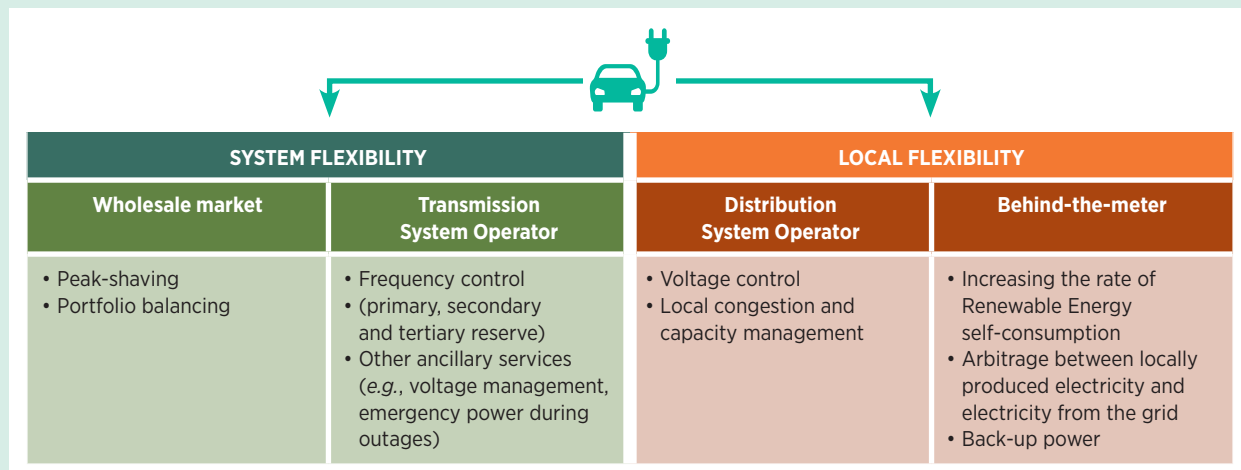 SYSTEM FLEXIBILITY
LOCAL FLEXIBILITY
Wholesale market
Transmission
System Operator
Distribution
System Operator
Behind-the-meter
• Peak-shaving
• Portfolio balancing
• Frequency control
• (primary, secondary
and tertiary reserve)
• Other ancillary services
(e.g., voltage management,
emergency power during
outages)
• Voltage control
• Local congestion and
capacity management
• Increasing the rate of
Renewable Energy
self-consumption
• Arbitrage between locally
produced electricity and
electricity from the grid
• Back-up power